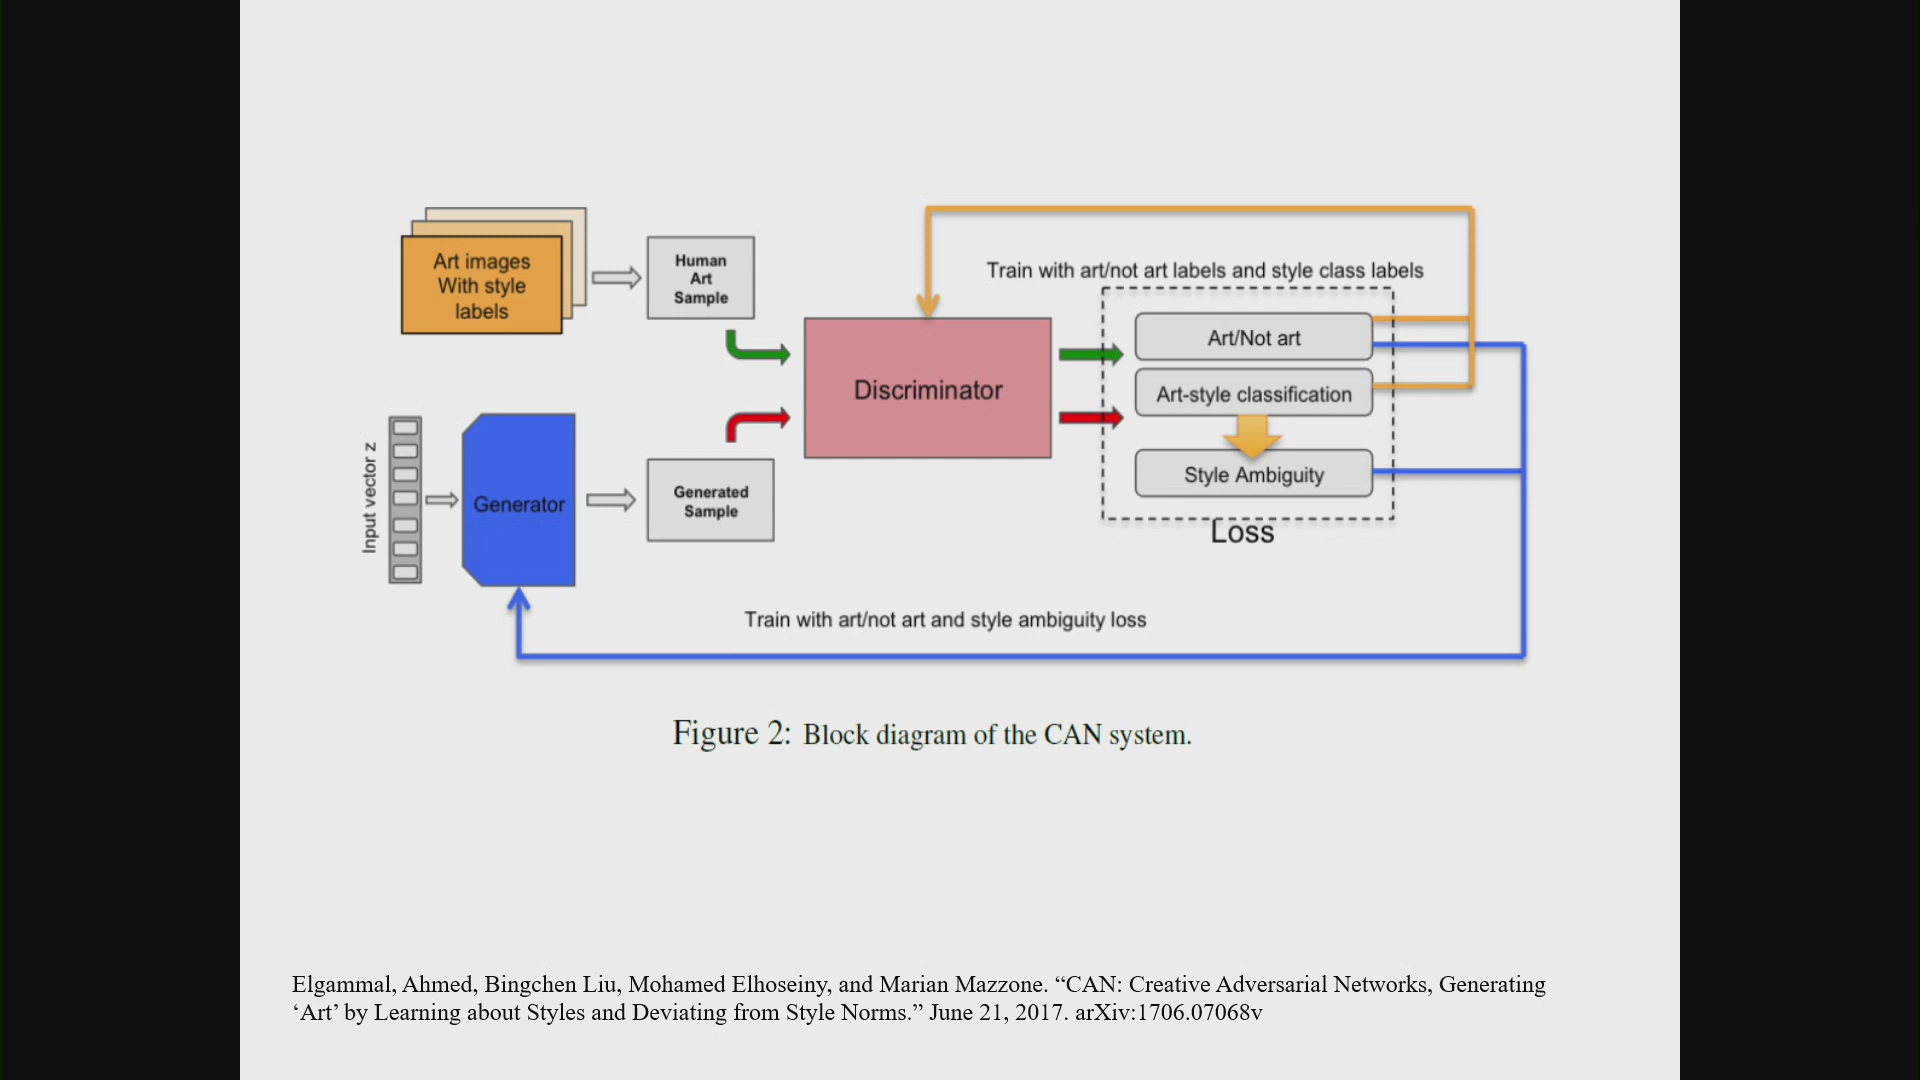 Art images
With style
labels
Human
Art
Sample
Train with art/not art labels and style class labels
Discriminator
Art/Not art
Art-style classification
Style Ambiguity
Loss
Input vector z
Generator
Generated
Sample
Train with art/not art and style ambiguity loss
Figure 2: Block diagram of the CAN system.
Elgammal, Ahmed, Bingchen Liu, Mohamed Elhoseiny, and Marian Mazzone. “CAN: Creative Adversarial Networks, Generating
‘Art’ by Learning about Styles and Deviating from Style Norms.” June 21, 2017. arXiv:1706.07068v